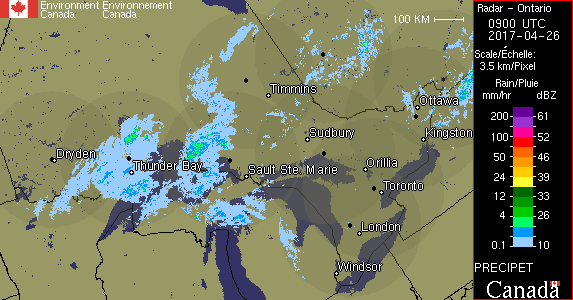 Environment Environnement
Canada Canada
100 KM
Timmins
Ottawa
Sudbury
Kingston
Dryden
Thunder Bay
Sault Ste. Marie
Orillia
Toronto
London
Windsor
Radar - Ontario
0900 UTC
2017-04-26
Scale/Échelle:
3.5 km/Pixel
Rain/Pluie
mm/hr dBZ
200 61
100 52
50 46
24 39
12 33
4 26
0.1 10
PRECIPET
Canada